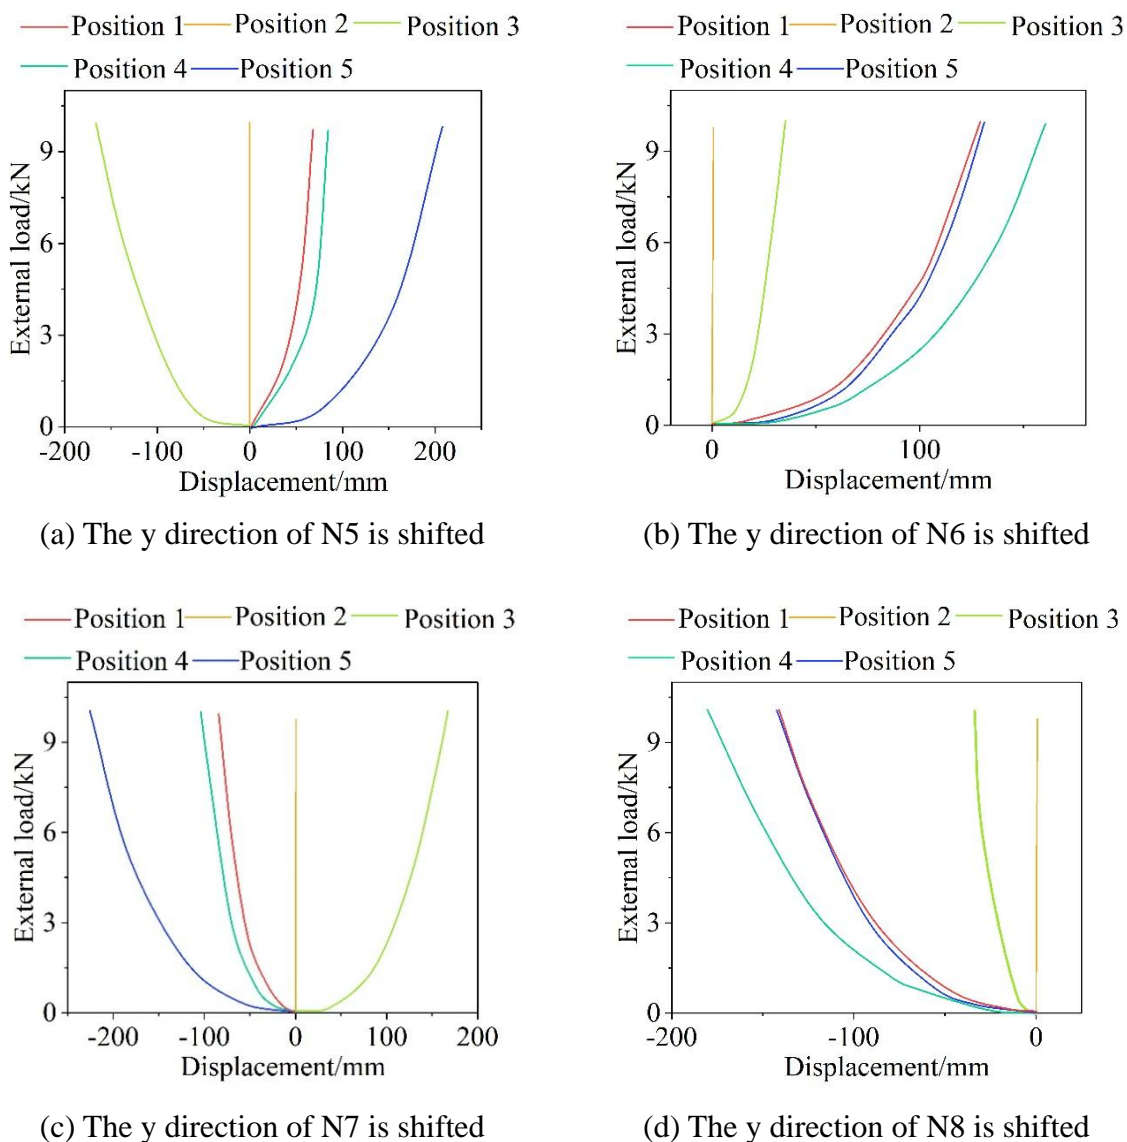 Position 1 Position 2 Position 3
Position 4 Position 5
External load/kN
9
6
3
0
-200 -100 0 100 200
Displacement/mm
(a) The y direction of N5 is shifted
Position 1 Position 2 Position 3
Position 4 Position 5
External load/kN
9
6
3
0
0 100
Displacement/mm
(b) The y direction of N6 is shifted
Position 1 Position 2 Position 3
Position 4 Position 5
External load/kN
9
6
3
0
-200 -100 0 100 200
Displacement/mm
(c) The y direction of N7 is shifted
Position 1 Position 2 Position 3
Position 4 Position 5
External load/kN
9
6
3
0
-200 -100 0
Displacement/mm
(d) The y direction of N8 is shifted